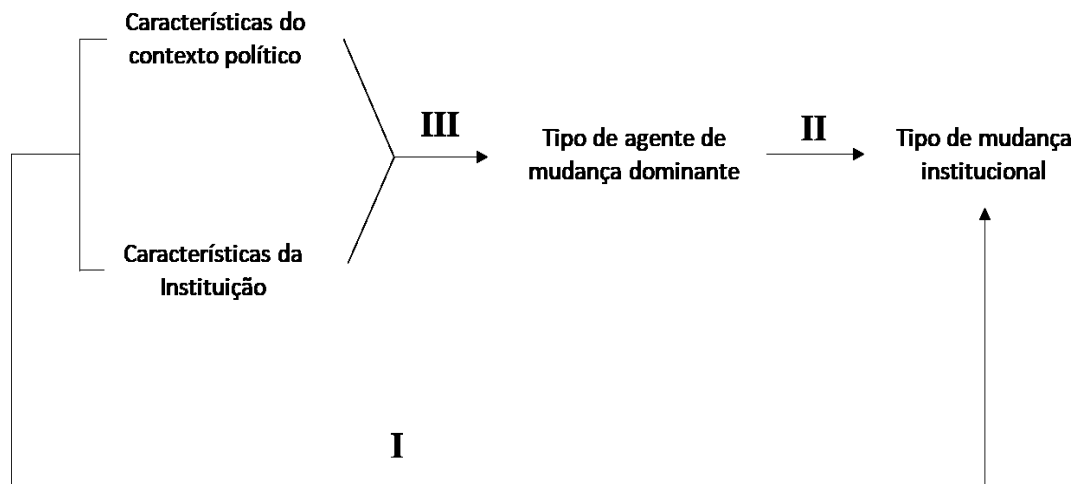 Características do
contexto político
III
Tipo de agente de
mudança dominante
II
Tipo de mudança
institucional
Características da
Instituição
I